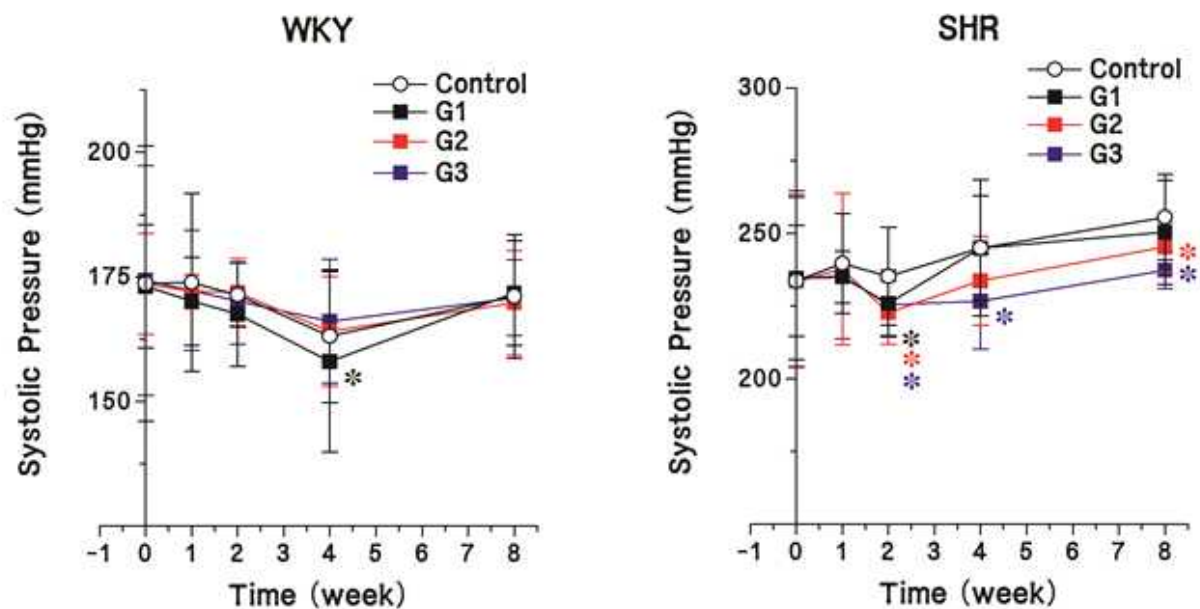 WKY
Control
G1
G2
G3
200
175
150
Systolic Pressure (mmHg)
*
-1 0 1 2 3 4 5 6 7 8
Time (week)
SHR
Control
G1
G2
G3
300
250
200
Systolic Pressure (mmHg)
*
*
*
*
*
*
-1 0 1 2 3 4 5 6 7 8
Time (week)